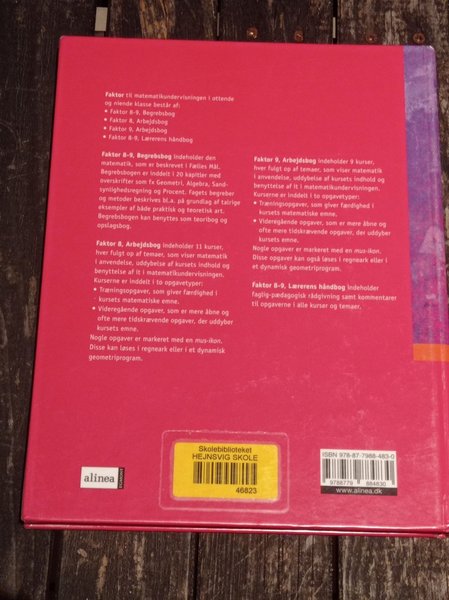 Faktor til matematikundervisningen i ottende
og niende klasse består af:
• Faktor 8-9, Begrebsbog
• Faktor 8, Arbejdsbog
• Faktor 9, Arbejdsbog
• Faktor 8-9, Lærerens håndbog
Faktor 8-9, Begrebsbog indeholder den
matematik, som er beskrevet i Fælles Mål.
Begrebsbogen er inddelt i 20 kapitler med
overskrifter som fx Geometri, Algebra, Sand-
synlighedsregning og Procent. Fagets begreber
og metoder beskrives bl.a. på grundlag af talrige
eksempler af både praktisk og teoretisk art.
Begrebsbogen kan benyttes som teoribog og
opslagsbog.
Faktor 8, Arbejdsbog indeholder 11 kurser,
hver fulgt op af temaer, som viser matematik
i anvendelse, uddybelse af kursets indhold og
benyttelse af it i matematikundervisningen.
Kurserne er inddelt i to opgavetyper:
• Træningsopgaver, som giver færdighed i
kursets matematiske emne.
• Videregående opgaver, som er mere åbne og
ofte mere tidskrævende opgaver, der uddyber
kursets emne.
Nogle opgaver er markeret med en mus-ikon.
Disse kan løses i regneark eller i et dynamisk
geometriprogram.
Faktor 9, Arbejdsbog indeholder 9 kurser,
hver fulgt op af temaer, som viser matematik
i anvendelse, uddybelse af kursets indhold og
benyttelse af it i matematikundervisningen.
Kurserne er inddelt i to opgavetyper:
• Træningsopgaver, som giver færdighed i
kursets matematiske emne.
• Videregående opgaver, som er mere åbne og
ofte mere tidskrævende opgaver, der uddyber
kursets emne.
Nogle opgaver er markeret med en mus-ikon.
Disse opgaver kan også løses i regneark eller i
et dynamisk geometriprogram.
Faktor 8-9, Lærerens håndbog indeholder
faglig-pædagogisk rådgivning samt kommentarer
til opgaverne i alle kurser og temaer.
Skolebiblioteket
HEJNSVIG SKOLE
46823
ISBN 978-87-7988-483-0
9788779 884830
www.alinea.dk
alinea